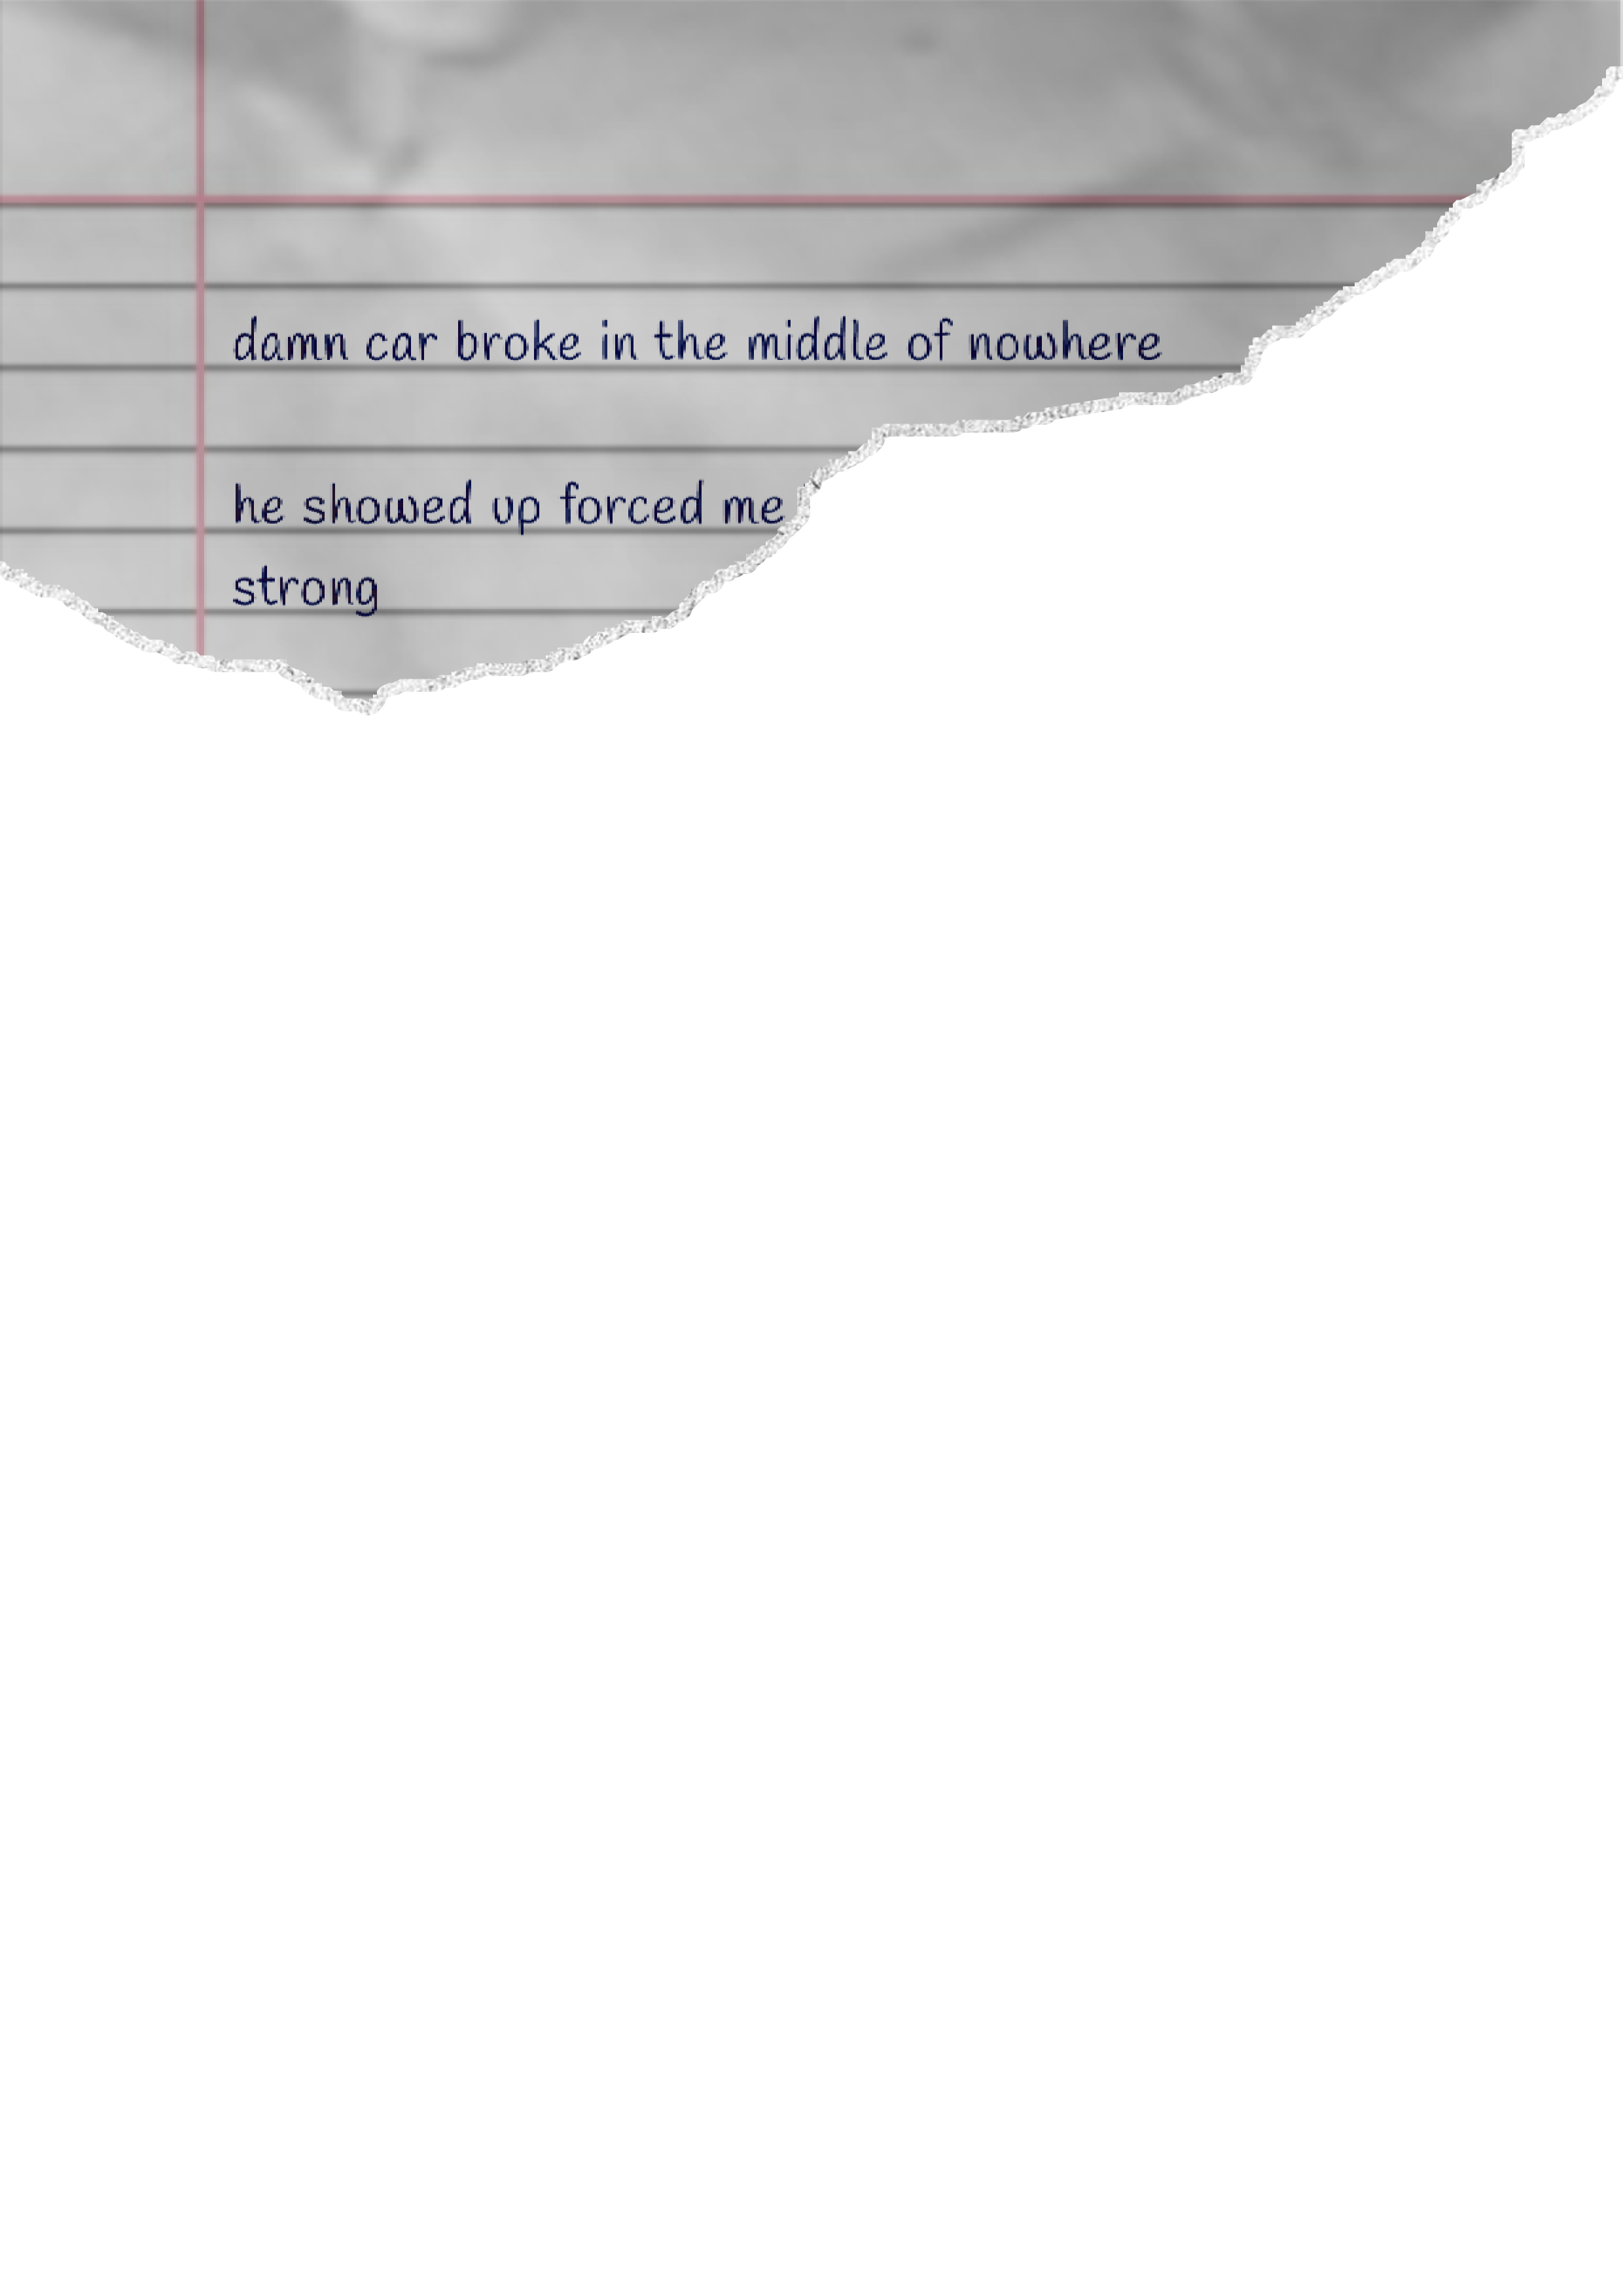 damn car broke in the middle of nowhere
he showed up forced me
strong